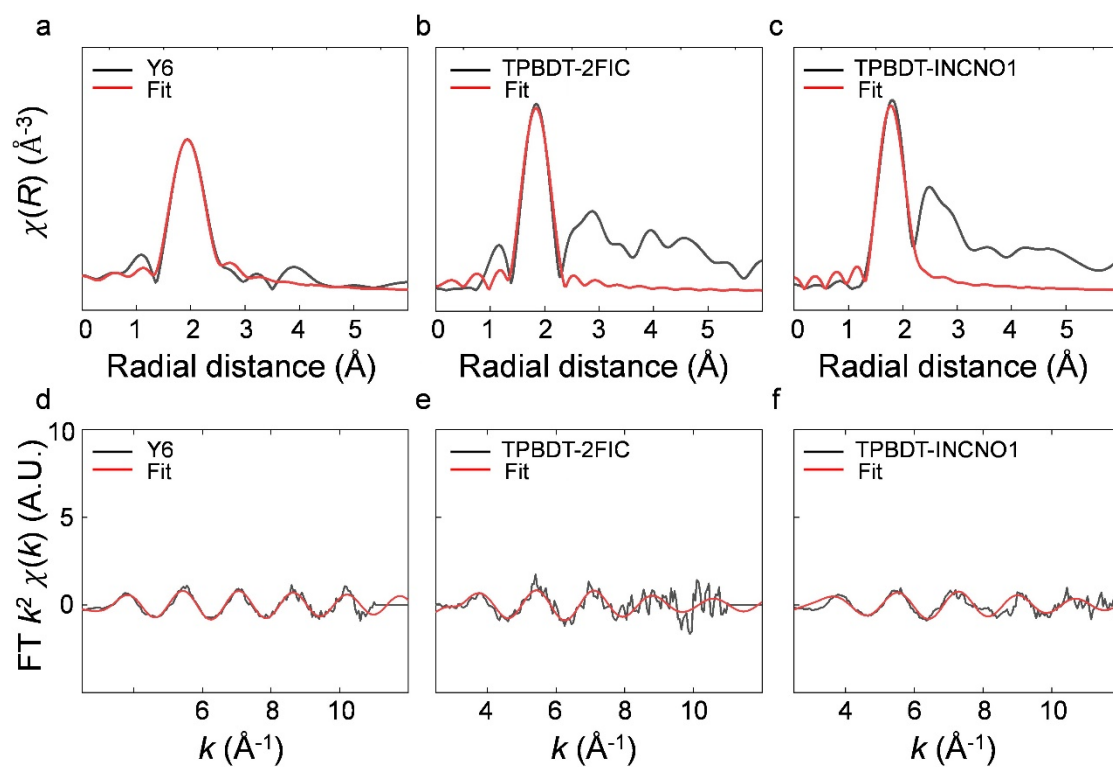 a
b
c
χ(R) (Å-3)
Y6
Fit
TPBDT-2FIC
Fit
TPBDT-INCNO1
Fit
0 1 2 3 4 5
0 1 2 3 4 5
0 1 2 3 4 5
Radial distance (Å)
Radial distance (Å)
Radial distance (Å)
d
e
f
FT k2 χ(k) (A.U.)
10
5
0
Y6
Fit
TPBDT-2FIC
Fit
TPBDT-INCNO1
Fit
6 8 10
4 6 8 10
4 6 8 10
k (Å-1)
k (Å-1)
k (Å-1)